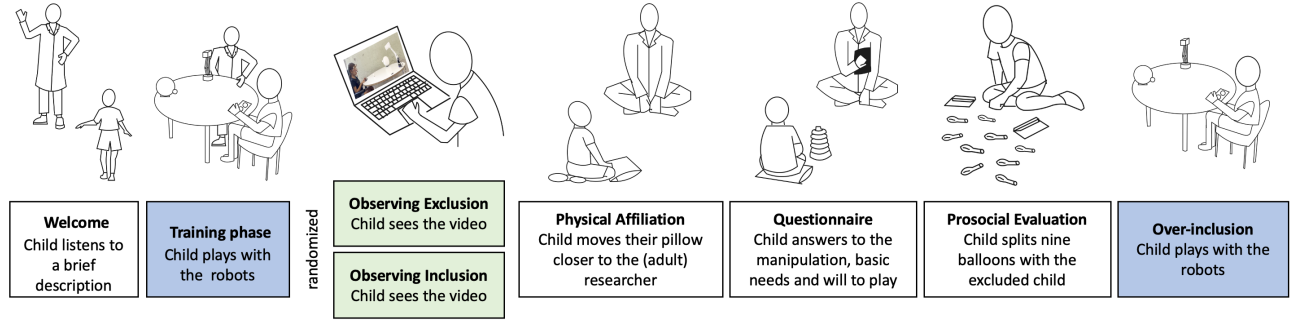 Welcome
Child listens to
a brief
description
Training phase
Child plays with
the robots
randomized
Observing Exclusion
Child sees the video
Observing Inclusion
Child sees the video
Physical Affiliation
Child moves their pillow
closer to the (adult)
researcher
Questionnaire
Child answers to the
manipulation, basic
needs and will to play
Prosocial Evaluation
Child splits nine
balloons with the
excluded child
Over-inclusion
Child plays with the
robots